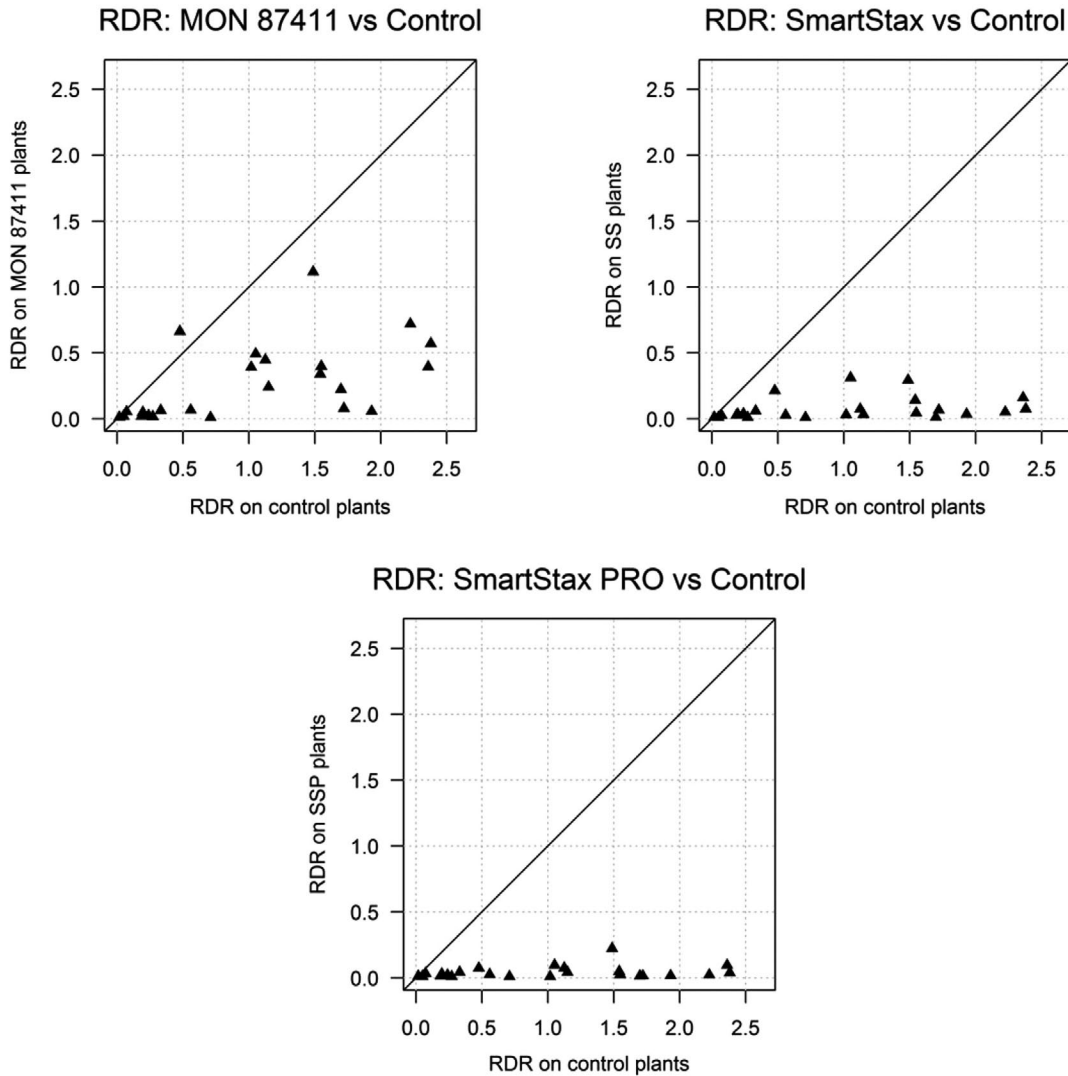 RDR: MON 87411 vs Control
RDR on MON 87411 plants
2.5
2.0
1.5
1.0
0.5
0.0
0.0 0.5 1.0 1.5 2.0 2.5
RDR on control plants
RDR: SmartStax vs Control
RDR on SS plants
2.5
2.0
1.5
1.0
0.5
0.0
0.0 0.5 1.0 1.5 2.0 2.5
RDR on control plants
RDR: SmartStax PRO vs Control
RDR on SSP plants
2.5
2.0
1.5
1.0
0.5
0.0
0.0 0.5 1.0 1.5 2.0 2.5
RDR on control plants